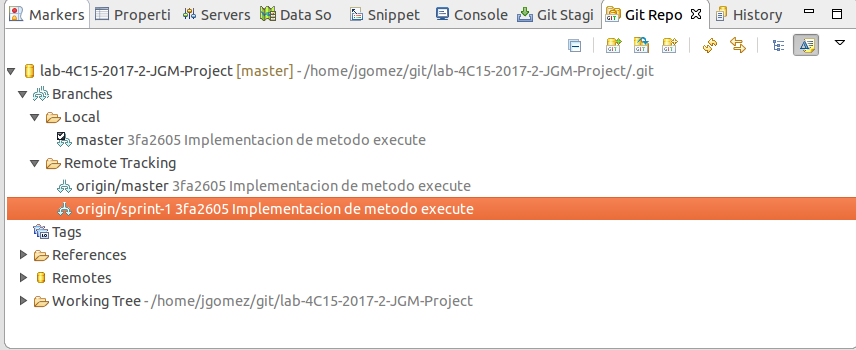 Markers Properti Servers Data So Snippet Console Git Stagi Git Repo History
lab-4C15-2017-2-JGM-Project [master] - /home/jgomez/git/lab-4C15-2017-2-JGM-Project/.git
Branches
Local
master 3fa2605 Implementacion de metodo execute
Remote Tracking
origin/master 3fa2605 Implementacion de metodo execute
origin/sprint-1 3fa2605 Implementacion de metodo execute
Tags
References
Remotes
Working Tree - /home/jgomez/git/lab-4C15-2017-2-JGM-Project